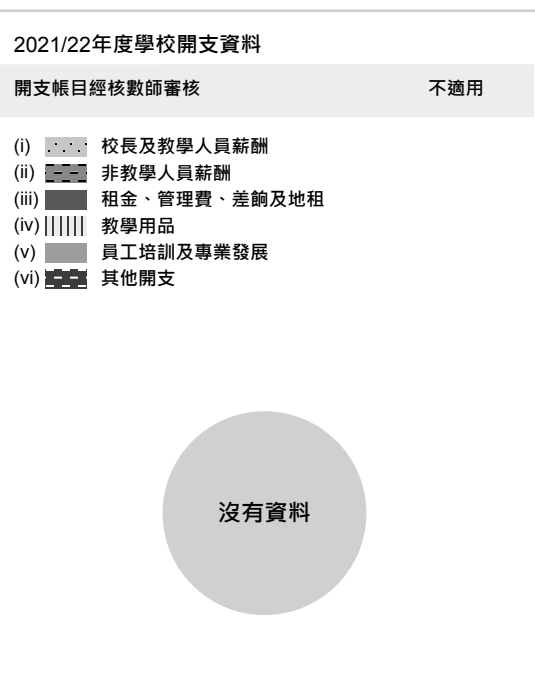 2021/22年度學校開支資料
開支帳目經核數師審核 不適用
(i) 校長及教學人員薪酬
(ii) 非教學人員薪酬
(iii) 租金、管理費、差餉及地租
(iv) 教學用品
(v) 員工培訓及專業發展
(vi) 其他開支
沒有資料